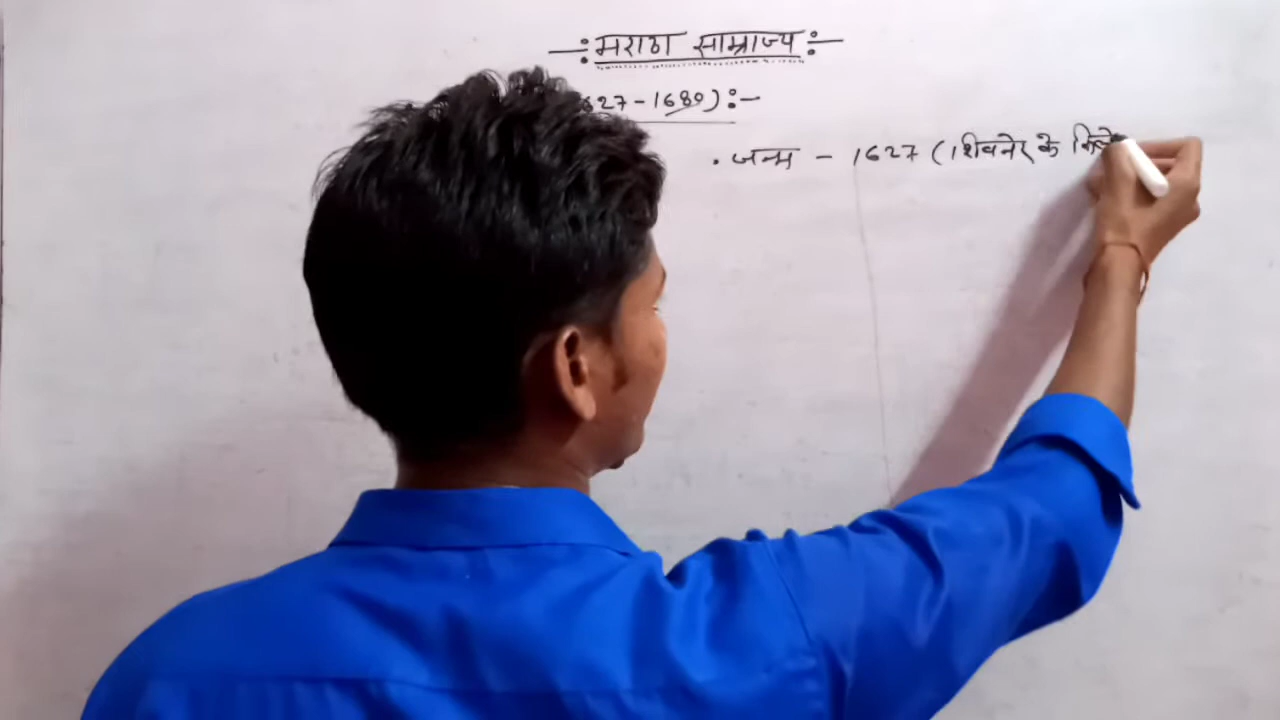 —: मराठा साम्राज्य :—
627 - 1680) :—
• जन्म - 1627 (शिवनेर के किले